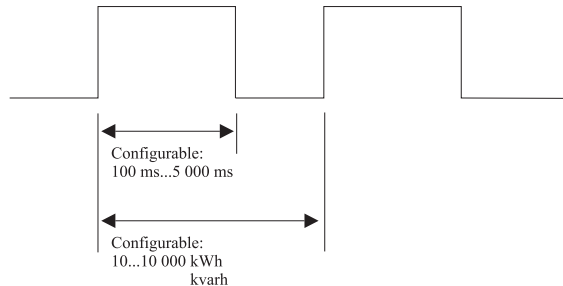 Configurable:
100 ms...5 000 ms
Configurable:
10...10 000 kWh
kvarh